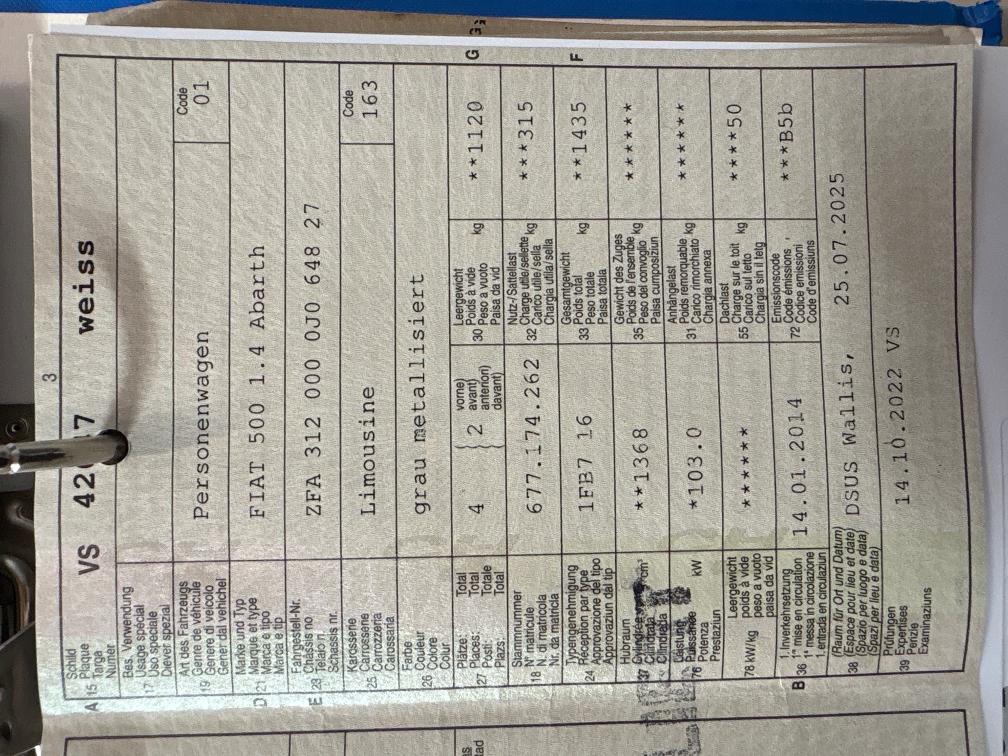 3
Schild
Plaque
Targa
Numer
A 15
VS
weiss
Bes. Verwendung
Usage spécial
Uso speciale
Diever spezial
17
Art des Fahrzeugs
Genre de véhicule
Genere di veicolo
Gener dal vehichel
19
Personenwagen
Code
01
Marke und Typ
Marque et type
Marca e tipo
Marca e tip
D 21
FIAT 500 1.4 Abarth
Fahrgestell-Nr.
Châssis no
Telaio no
Schassis nr.
E 23
ZFA 312 000 0J0 648 27
Karosserie
Carrosserie
Carrozzeria
Carossaria
25
Limousine
Code
163
Farbe
Couleur
Colore
Colur
26
grau metallisiert
Plätze: Total
Places: Total
Posti: Totale
Plazs: Total
27
4
2
vorne)
avant)
anteriori)
davant)
Leergewicht
Poids à vide
30 Peso a vuoto kg
Paisa da vid
**1120
G
Stammnummer
N° matricule
18 N. di matricola
Nr. da matricla
677.174.262
Nutz-/Sattellast
Charge utile/sellette
32 Carico utile/sella kg
Chargia utila/sella
***315
Typengenehmigung
Réception par type
24 Approvazione del tipo
Approvaziun dal tip
1FB7 16
Gesamtgewicht
Poids total
33 Peso totale kg
Paisa totala
**1435
F
Hubraum
37
cm³
**1368
Gewicht des Zuges
Poids de l'ensemble
35 Peso del convoglio kg
Paisa cumposiziun
******
Leistung
Puissance
76 Potenza kW
Prestaziun
*103.0
Anhängelast
Poids remorquable
31 Carico rimorchiato kg
Chargia annexa
******
Leergewicht
poids à vide
78 kW/kg peso a vuoto
paisa da vid
******
Dachlast
Charge sur le toit
55 Carico sul tetto kg
Chargia sin il tetg
****50
1. Inverkehrsetzung
1re mise en circulation
B 36 1a messa in circolazione
1. entrada en circulaziun
14.01.2014
Emissionscode
Code émissions
72 Codice emissioni
Code d'emissiuns
***B5b
(Raum für Ort und Datum)
(Espace pour lieu et date)
38 (Spazio per luogo e data)
(Spazi per lieu e data)
DSUS Wallis, 25.07.2025
Prüfungen
Expertises
39 Perizie
Examinaziuns
14.10.2022 VS